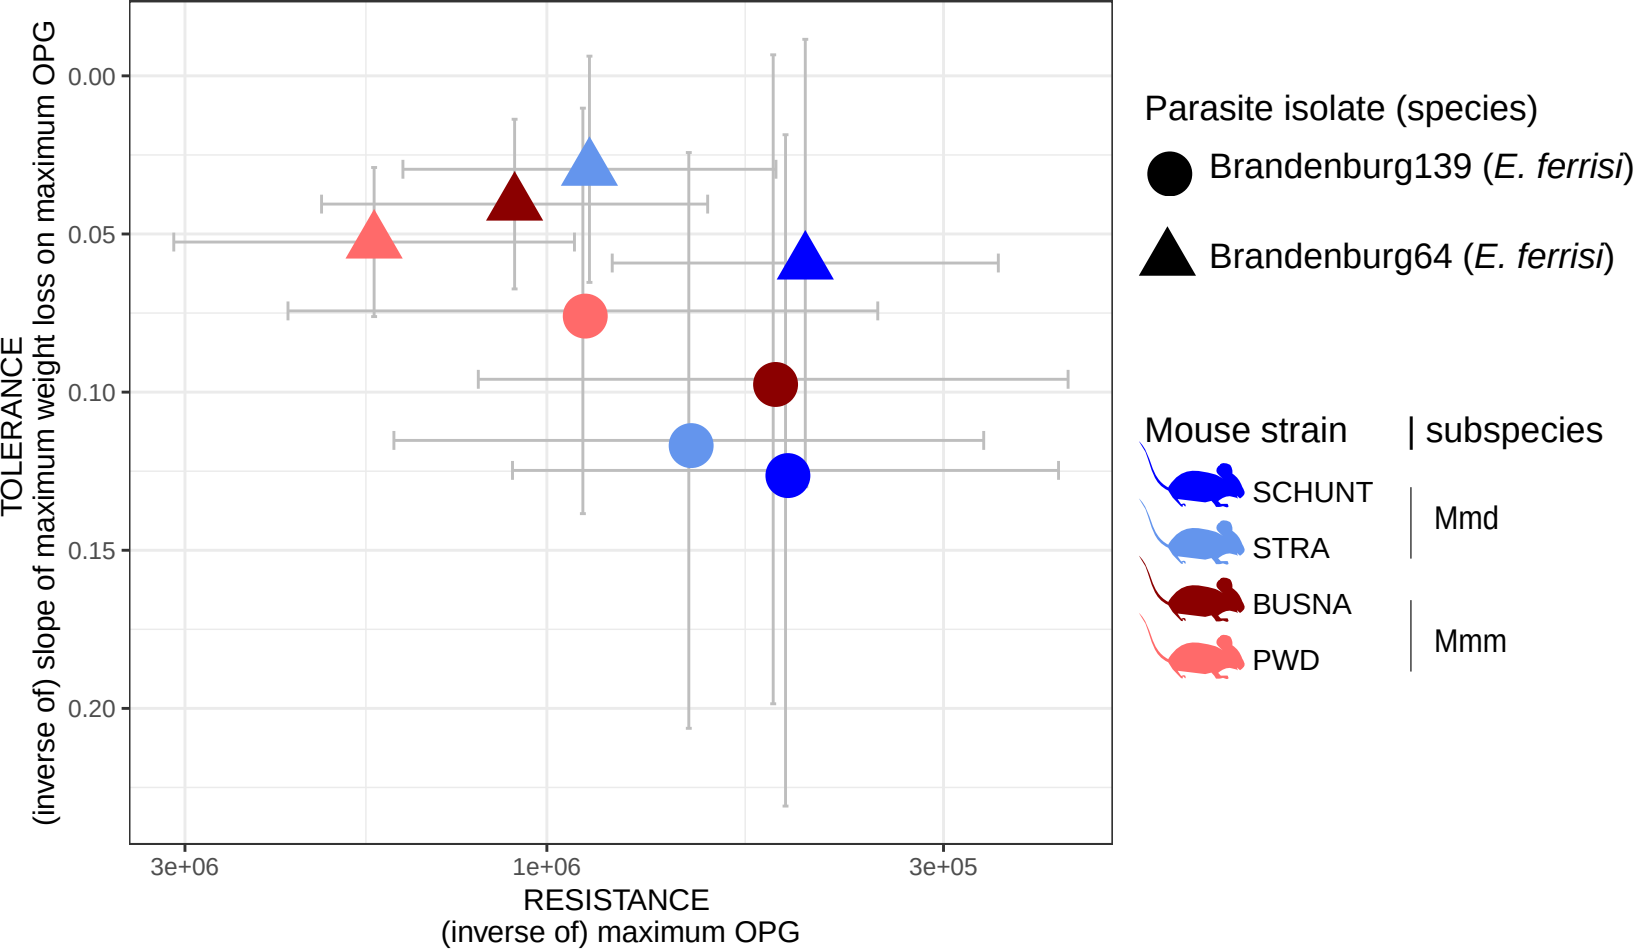 TOLERANCE
(inverse of) slope of maximum weight loss on maximum OPG
0.00
0.05
0.10
0.15
0.20
3e+06
1e+06
3e+05
RESISTANCE
(inverse of) maximum OPG
Parasite isolate (species)
Brandenburg139 (E. ferrisi)
Brandenburg64 (E. ferrisi)
Mouse strain | subspecies
SCHUNT
Mmd
STRA
BUSNA
Mmm
PWD